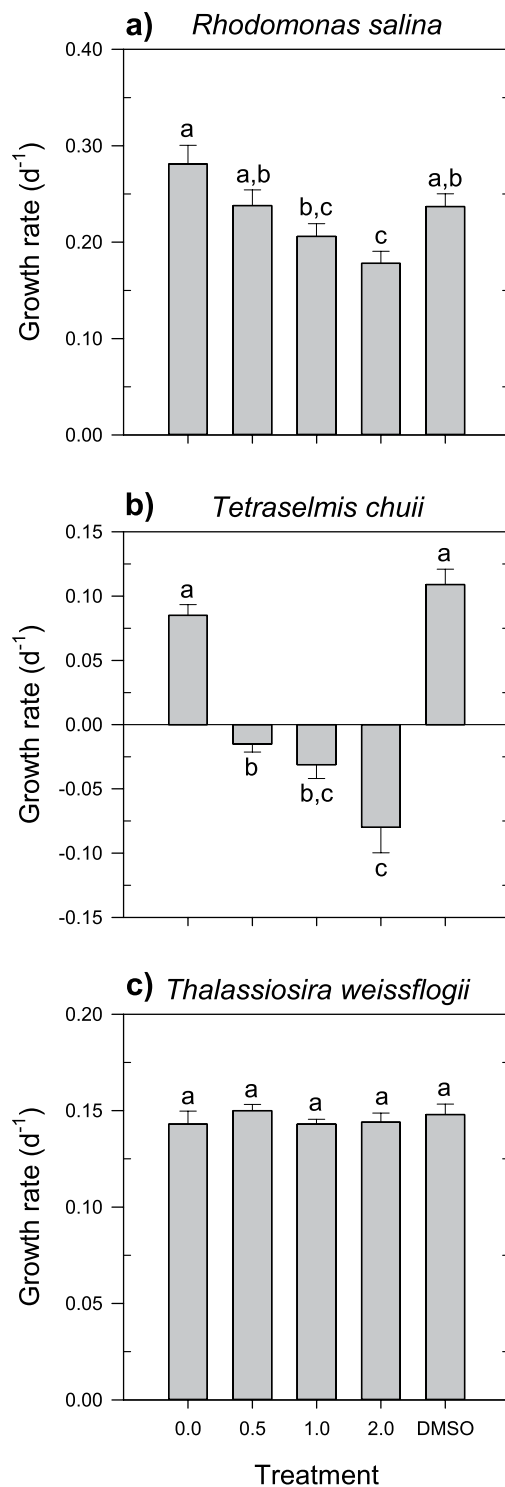 a) Rhodomonas salina
0.40
0.30
0.20
0.10
0.00
Growth rate (d-1)
a
a,b
b,c
c
a,b
b) Tetraselmis chuii
0.15
0.10
0.05
0.00
-0.05
-0.10
-0.15
Growth rate (d-1)
a
b
b,c
c
a
c) Thalassiosira weissflogii
0.20
0.15
0.10
0.05
0.00
Growth rate (d-1)
a
a
a
a
a
0.0 0.5 1.0 2.0 DMSO
Treatment